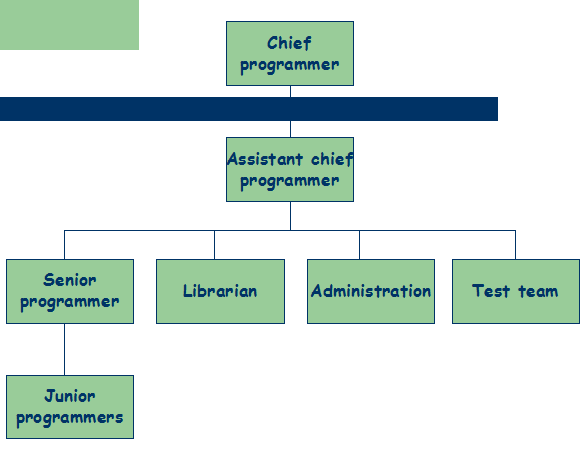 Chief
programmer
Assistant chief
programmer
Senior
programmer
Librarian
Administration
Test team
Junior
programmers